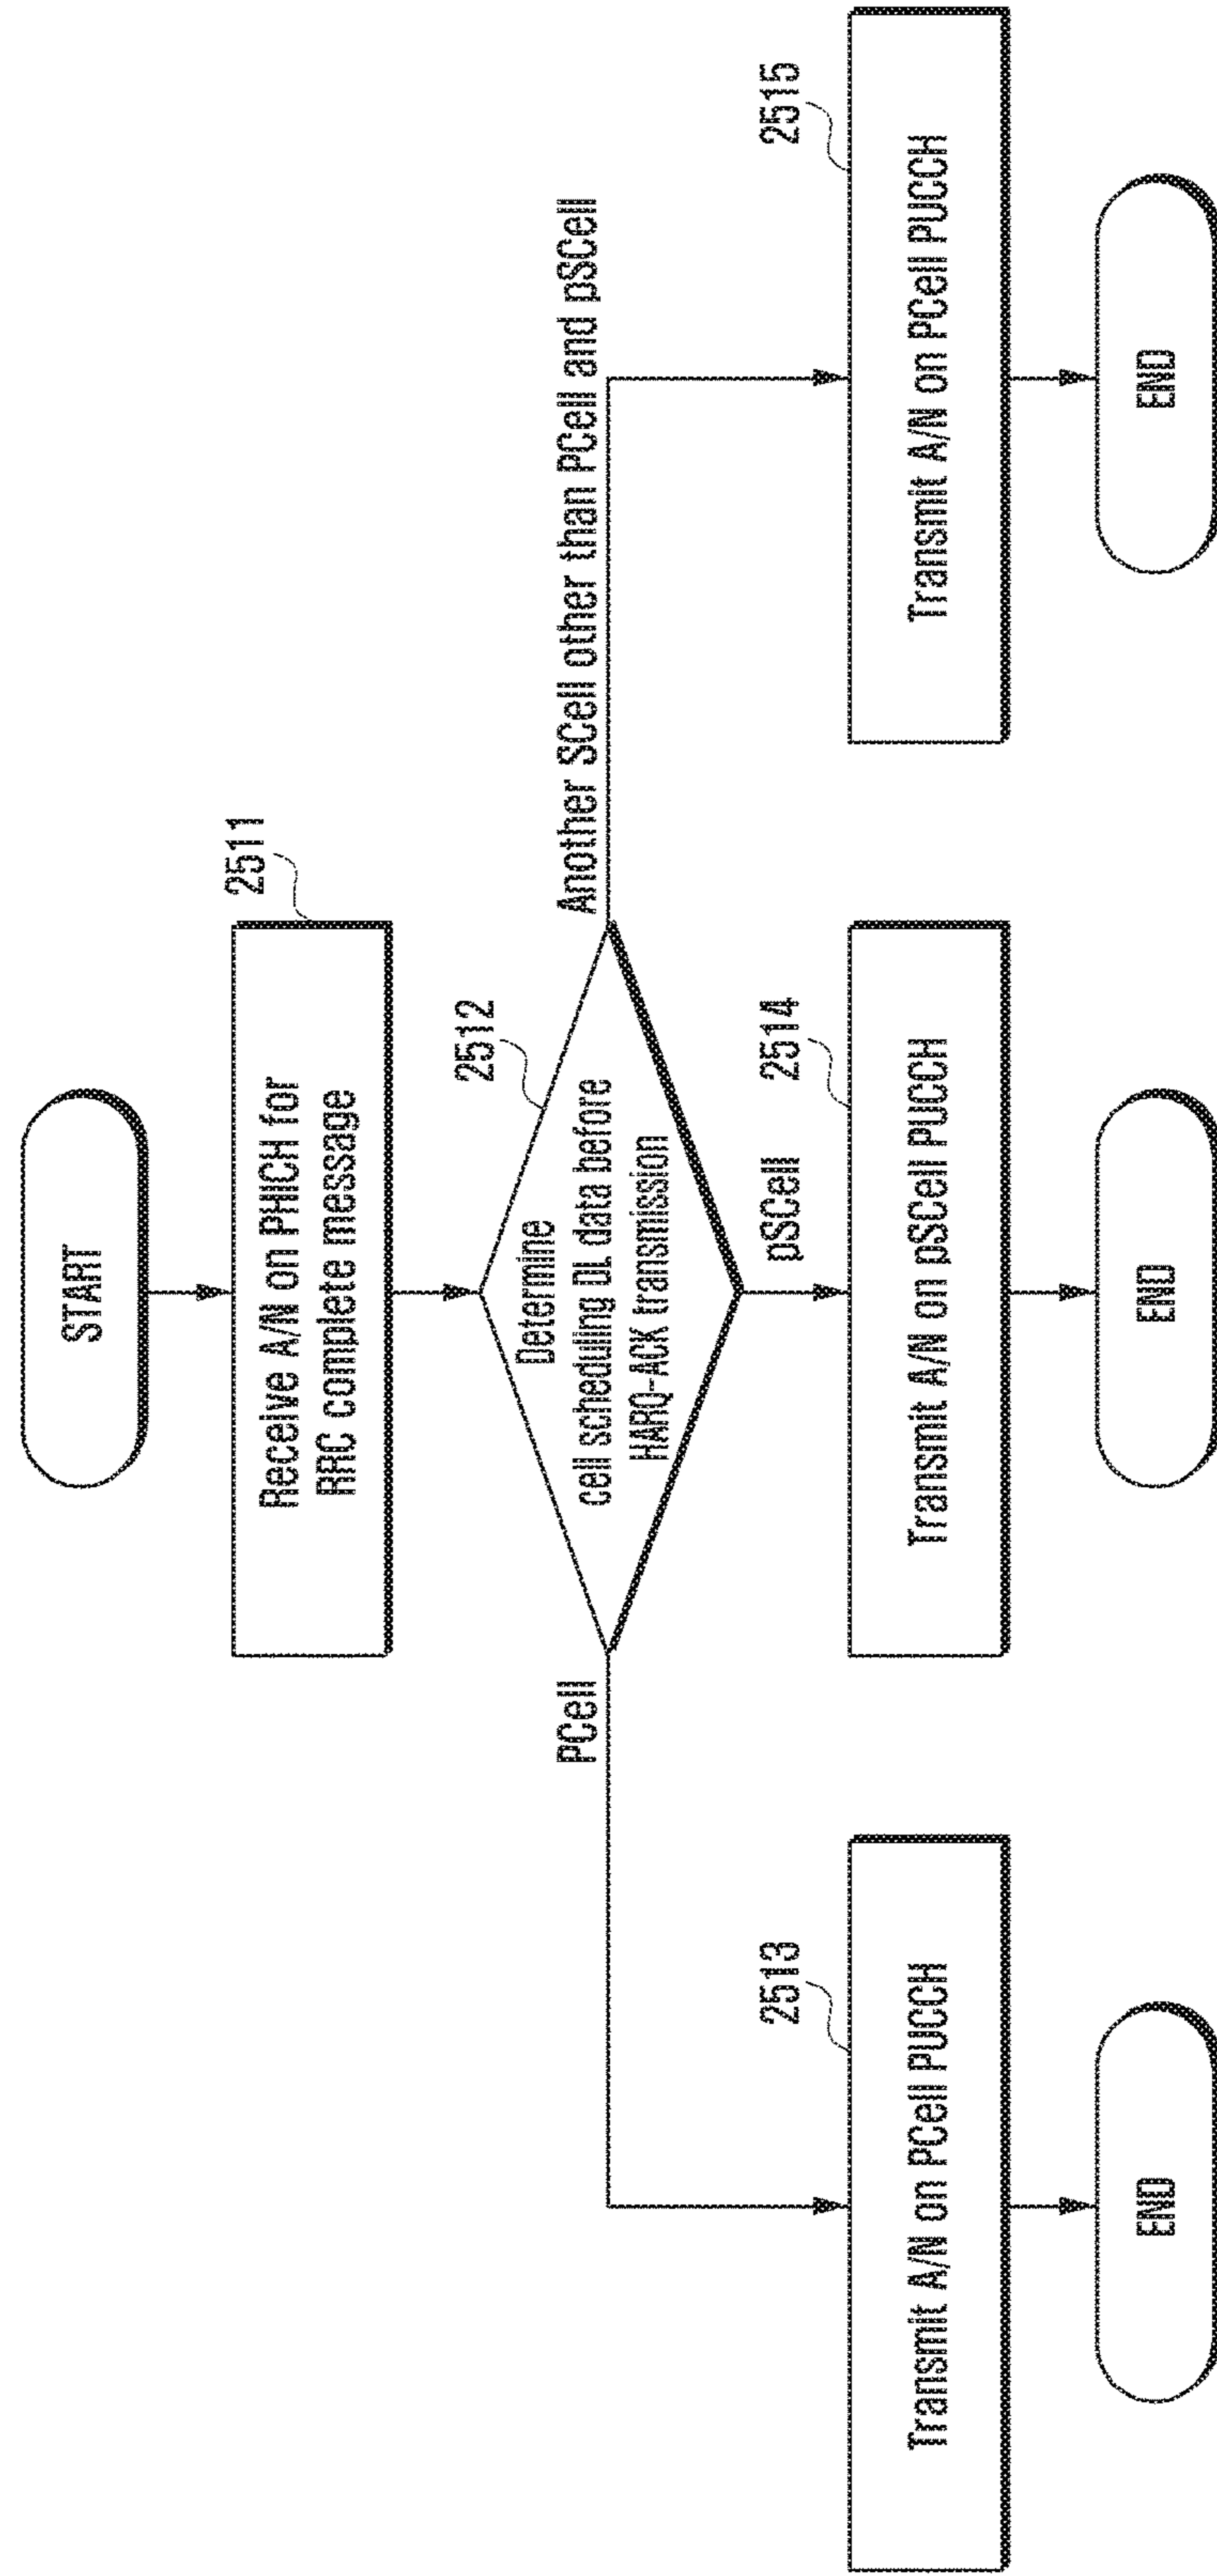 START
2511
Receive A/N on PHICH for
RRC complete message
2512
Determine
cell scheduling DL data before
HARQ-ACK transmission
PCell
pSCell
Another SCell other than PCell and pSCell
2513
Transmit A/N on PCell PUCCH
2514
Transmit A/N on pSCell PUCCH
2515
Transmit A/N on PCell PUCCH
END
END
END